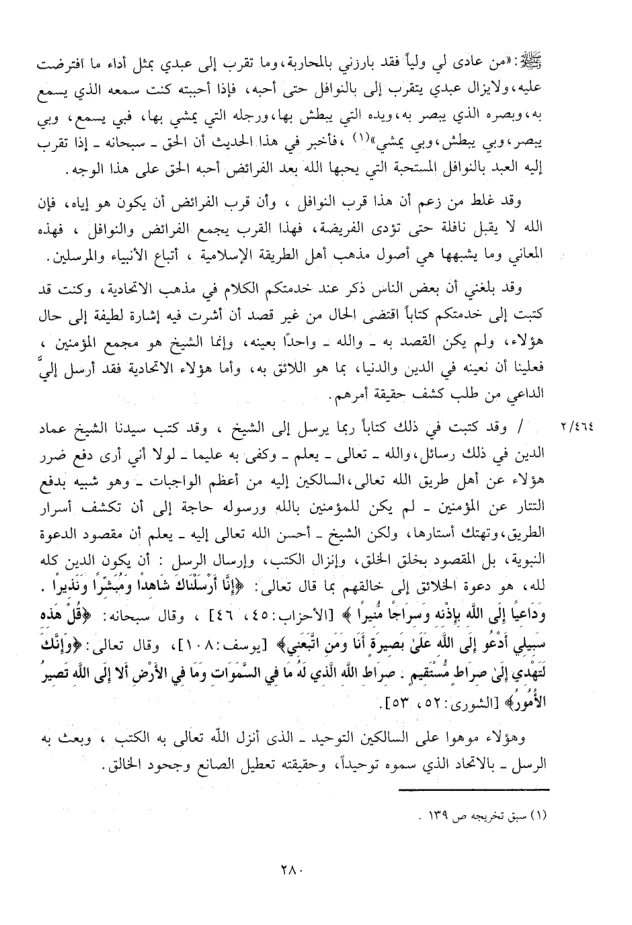 ﷺ: «من عادى لي ولياً فقد بارزني بالمحاربة، وما تقرب إلى عبدي بمثل أداء ما افترضت
عليه، ولايزال عبدي يتقرب إلى بالنوافل حتى أحبه، فإذا أحببته كنت سمعه الذي يسمع
به، وبصره الذي يبصر به، ويده التي يبطش بها، ورجله التي يمشي بها، فبي يسمع، وبي
يبصر، وبي يبطش، وبي يمشي»(١)، فأخبر في هذا الحديث أن الحق ـ سبحانه ـ إذا تقرب
إليه العبد بالنوافل المستحبة التي يحبها الله بعد الفرائض أحبه الحق على هذا الوجه.
وقد غلط من زعم أن هذا قرب النوافل ، وأن قرب الفرائض أن يكون هو إياه، فإن
الله لا يقبل نافلة حتى تؤدى الفريضة، فهذا القرب يجمع الفرائض والنوافل ، فهذه
المعاني وما يشبهها هي أصول مذهب أهل الطريقة الإسلامية ، أتباع الأنبياء والمرسلين.
وقد بلغني أن بعض الناس ذكر عند خدمتكم الكلام في مذهب الاتحادية، وكنت قد
كتبت إلى خدمتكم كتاباً اقتضى الحال من غير قصد أن أشرت فيه إشارة لطيفة إلى حال
هؤلاء، ولم يكن القصد به ـ والله ـ واحداً بعينه، وإنما الشيخ هو مجمع المؤمنين ،
فعلينا أن نعينه في الدين والدنيا، بما هو اللائق به، وأما هؤلاء الاتحادية فقد أرسل إليَّ
الداعي من طلب كشف حقيقة أمرهم.
٢/٤٦٤ / وقد كتبت في ذلك كتاباً ربما يرسل إلى الشيخ ، وقد كتب سيدنا الشيخ عماد
الدين في ذلك رسائل، والله ـ تعالى ـ يعلم ـ وكفى به عليما ـ لولا أني أرى دفع ضرر
هؤلاء عن أهل طريق الله تعالى، السالكين إليه من أعظم الواجبات ـ وهو شبيه بدفع
التتار عن المؤمنين ـ لم يكن للمؤمنين بالله ورسوله حاجة إلى أن تكشف أسرار
الطريق، وتهتك أستارها، ولكن الشيخ ـ أحسن الله تعالى إليه ـ يعلم أن مقصود الدعوة
النبوية، بل المقصود بخلق الخلق، وإنزال الكتب، وإرسال الرسل : أن يكون الدين كله
لله، هو دعوة الخلائق إلى خالقهم بما قال تعالى: ﴿إِنَّا أَرْسَلْنَاكَ شَاهِدًا وَمُبَشِّرًا وَنَذِيرًا .
وَدَاعِيًا إِلَى اللَّهِ بِإِذْنِهِ وَسِرَاجًا مُّنِيرًا﴾ [الأحزاب:٤٥، ٤٦] ، وقال سبحانه: ﴿قُلْ هَذِهِ
سَبِيلِي أَدْعُو إِلَى اللَّهِ عَلَىٰ بَصِيرَةٍ أَنَا وَمَنِ اتَّبَعَنِي﴾ [يوسف:١٠٨]، وقال تعالى: ﴿وَإِنَّكَ
لَتَهْدِي إِلَىٰ صِرَاطٍ مُّسْتَقِيمٍ . صِرَاطِ اللَّهِ الَّذِي لَهُ مَا فِي السَّمَوَاتِ وَمَا فِي الأَرْضِ أَلا إِلَى اللَّهِ تَصِيرُ
الأُمُورُ﴾ [الشورى:٥٢، ٥٣].
وهؤلاء موهوا على السالكين التوحيد ـ الذى أنزل اللّه تعالى به الكتب ، وبعث به
الرسل ـ بالاتحاد الذي سموه توحيداً، وحقيقته تعطيل الصانع وجحود الخالق.
(١) سبق تخريجه ص ١٣٩ .
٢٨٠